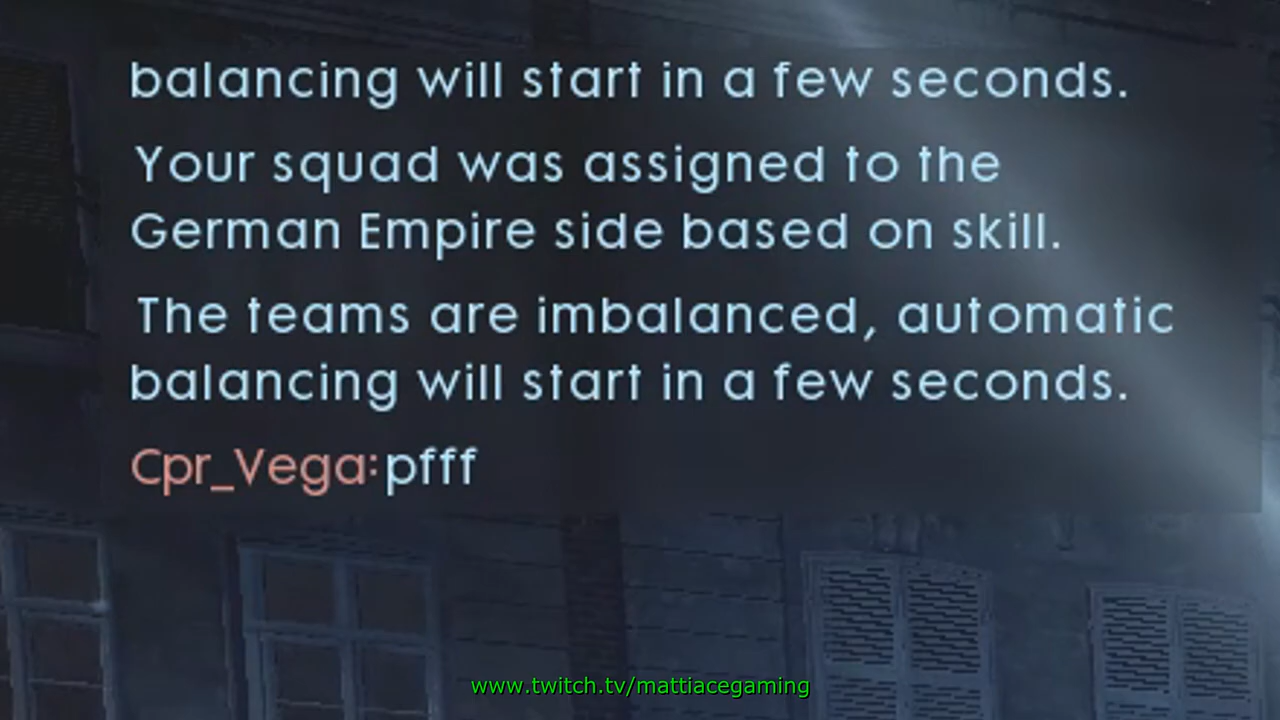 balancing will start in a few seconds.
Your squad was assigned to the
German Empire side based on skill.
The teams are imbalanced, automatic
balancing will start in a few seconds.
Cpr_Vega:pfff
www.twitch.tv/mattiacegaming